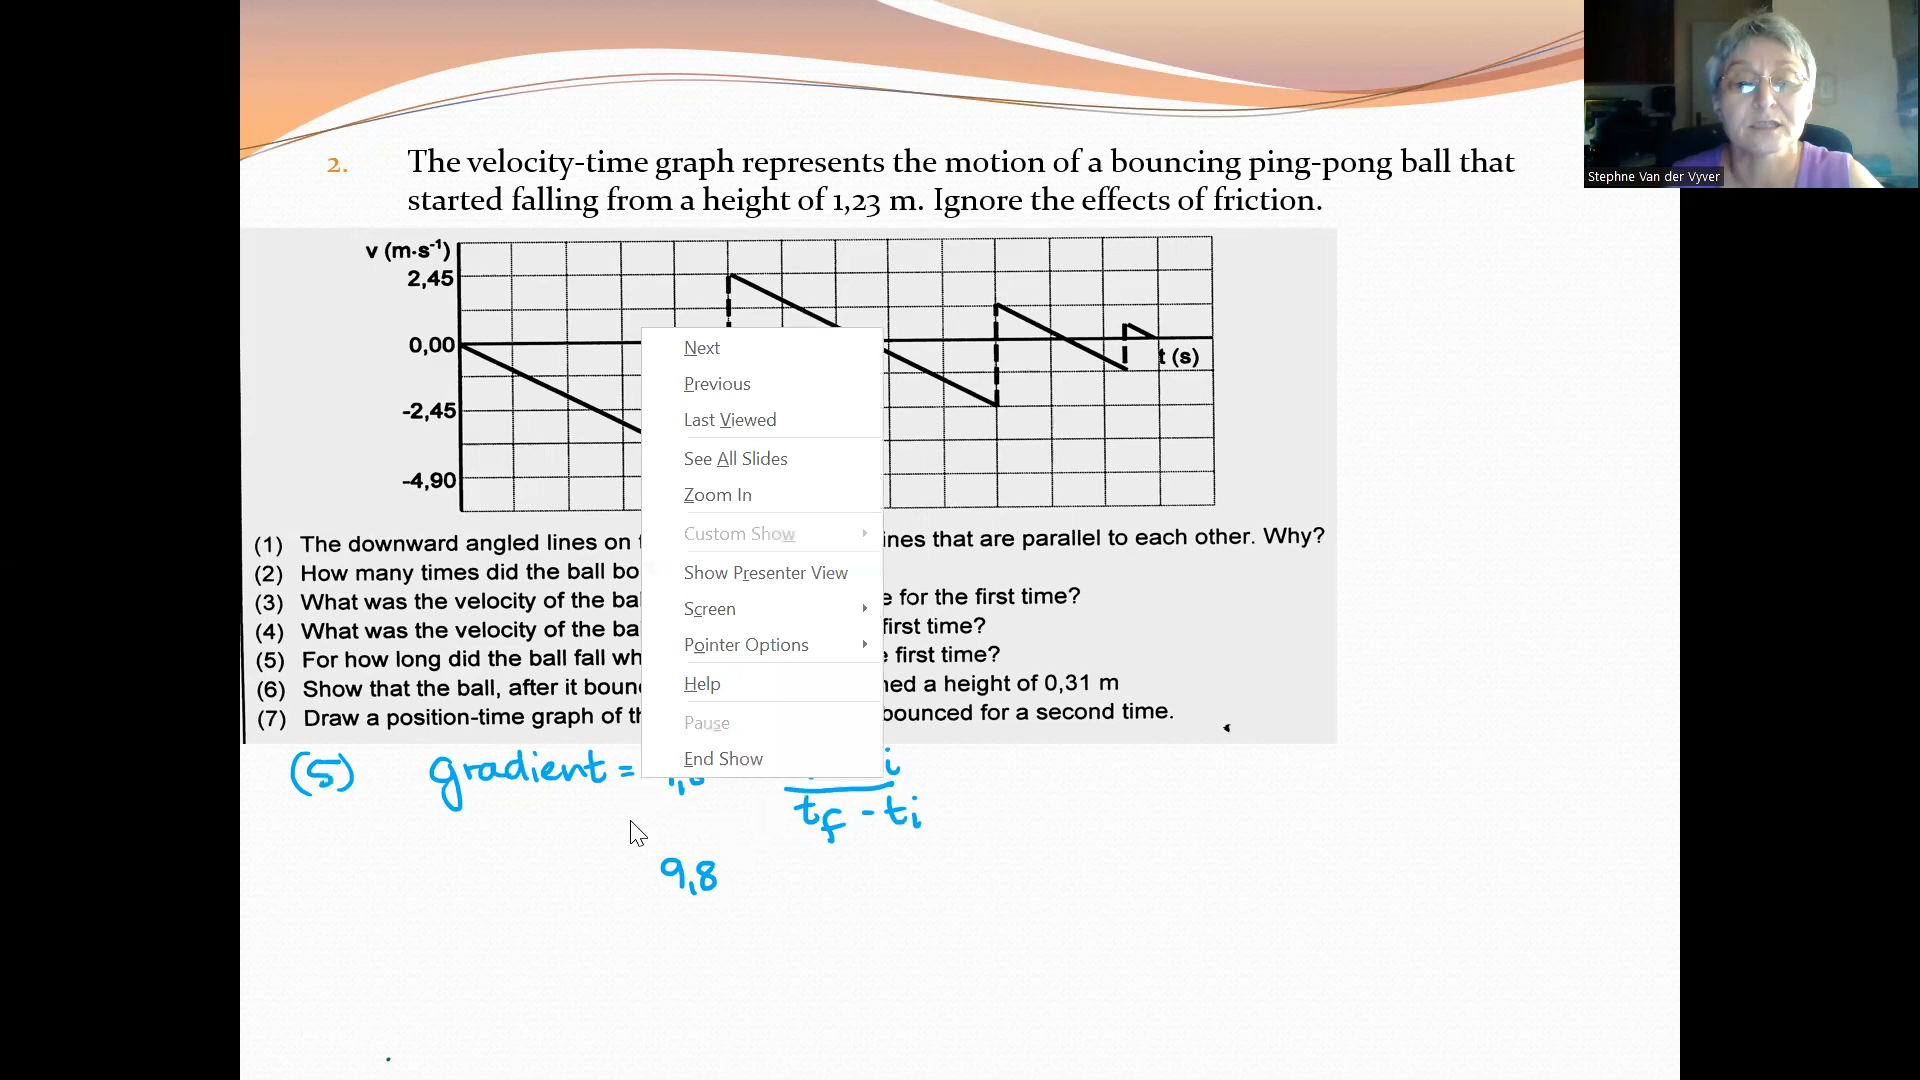 2. The velocity-time graph represents the motion of a bouncing ping-pong ball that
started falling from a height of 1,23 m. Ignore the effects of friction.
Stephne Van der Vyver
v (m·s⁻¹)
2,45
0,00
-2,45
-4,90
t (s)
Next
Previous
Last Viewed
See All Slides
Zoom In
Custom Show
Show Presenter View
Screen
Pointer Options
Help
Pause
End Show
(1) The downward angled lines on ines that are parallel to each other. Why?
(2) How many times did the ball bo
(3) What was the velocity of the ba e for the first time?
(4) What was the velocity of the ba first time?
(5) For how long did the ball fall wh first time?
(6) Show that the ball, after it boun ned a height of 0,31 m
(7) Draw a position-time graph of th bounced for a second time.
(5) gradient = i
tf - ti
9,8